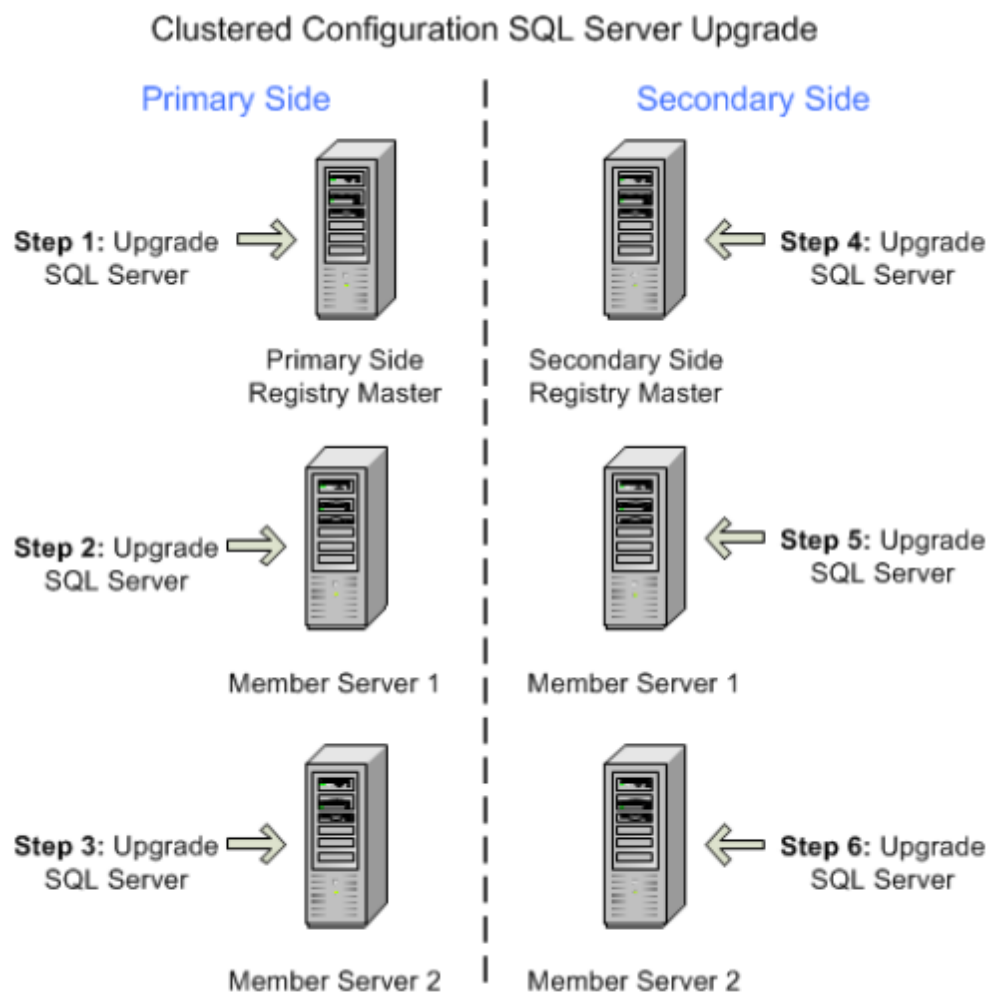 Clustered Configuration SQL Server Upgrade
Primary Side
Secondary Side
Step 1: Upgrade
SQL Server
Step 4: Upgrade
SQL Server
Primary Side
Registry Master
Secondary Side
Registry Master
Step 2: Upgrade
SQL Server
Step 5: Upgrade
SQL Server
Member Server 1
Member Server 1
Step 3: Upgrade
SQL Server
Step 6: Upgrade
SQL Server
Member Server 2
Member Server 2